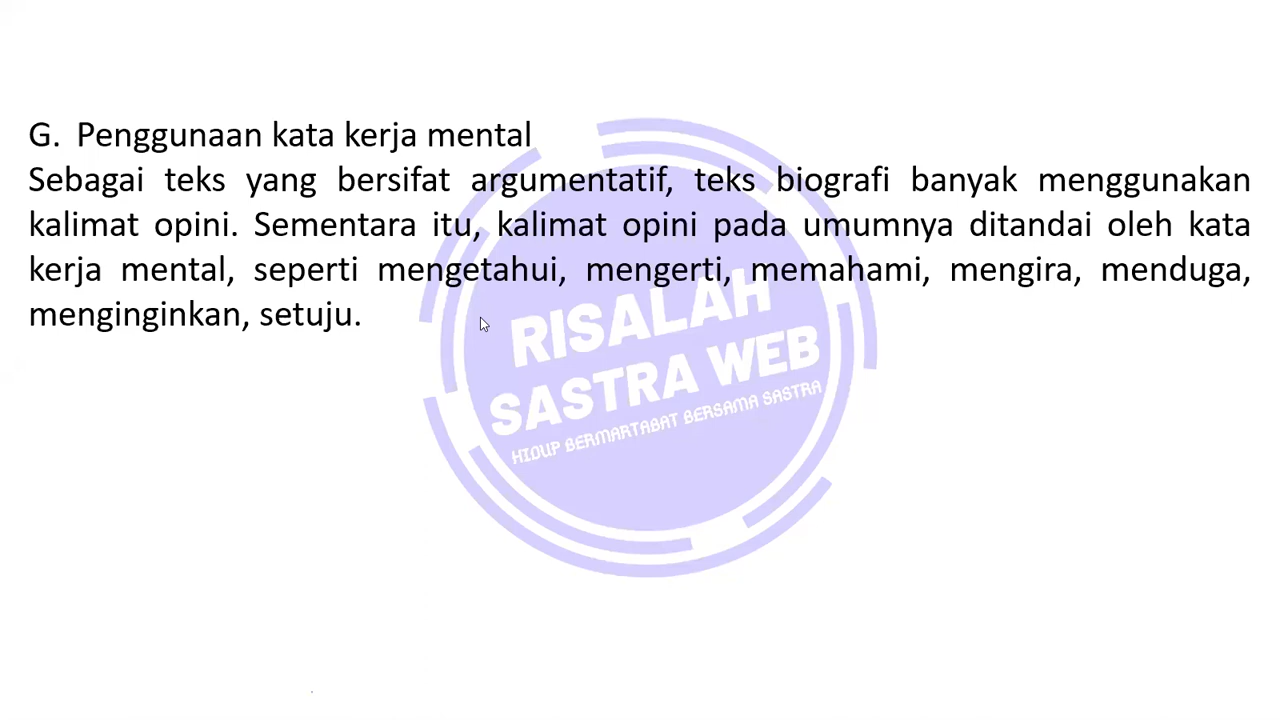 G. Penggunaan kata kerja mental
Sebagai teks yang bersifat argumentatif, teks biografi banyak menggunakan
kalimat opini. Sementara itu, kalimat opini pada umumnya ditandai oleh kata
kerja mental, seperti mengetahui, mengerti, memahami, mengira, menduga,
menginginkan, setuju.
RISALAH
SASTRA WEB
HIDUP BERMARTABAT BERSAMA SASTRA